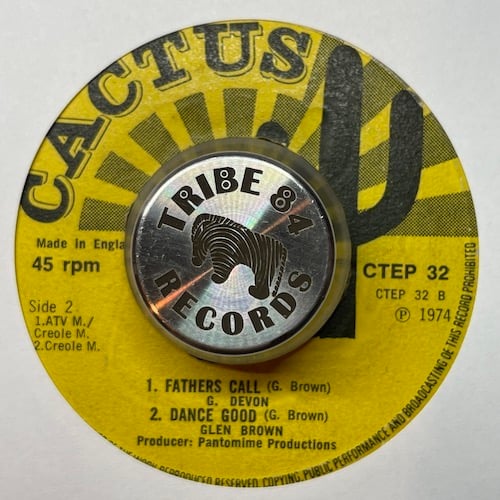 CACTUS
TRIBE 84
RECORDS
Made in Engla
45 rpm
CTEP 32
CTEP 32 B
Ⓟ 1974
Side 2
1.ATV M./
Creole M.
2.Creole M.
1. FATHERS CALL (G. Brown)
G. DEVON
2. DANCE GOOD (G. Brown)
GLEN BROWN
Producer: Pantomime Productions
WORK REPRODUCED RESERVED. COPYING, PUBLIC PERFORMANCE AND BROADCASTING OF THIS RECORD PROHIBITED